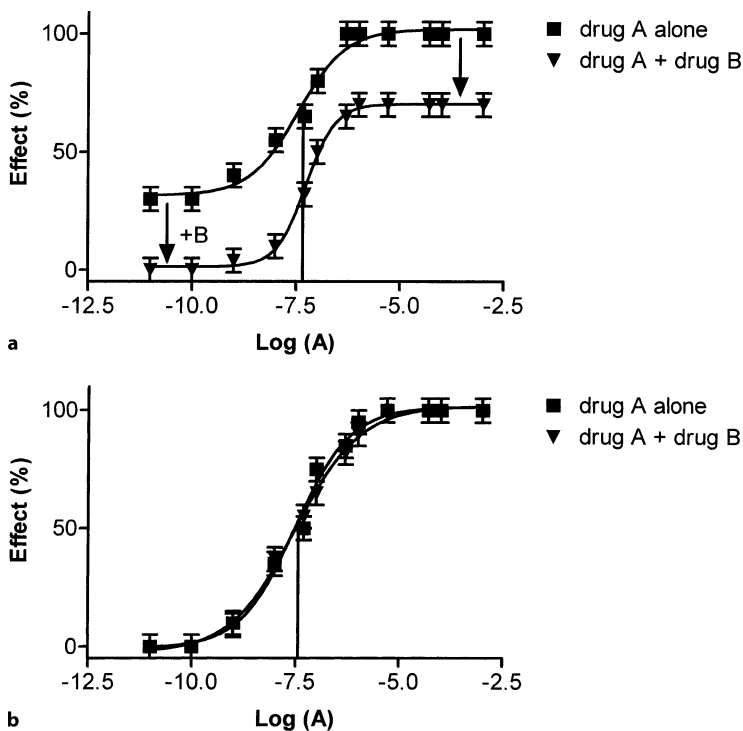 100
50
0
Effect (%)
+B
-12.5 -10.0 -7.5 -5.0 -2.5
Log (A)
a
drug A alone
drug A + drug B
100
50
0
Effect (%)
-12.5 -10.0 -7.5 -5.0 -2.5
Log (A)
b
drug A alone
drug A + drug B